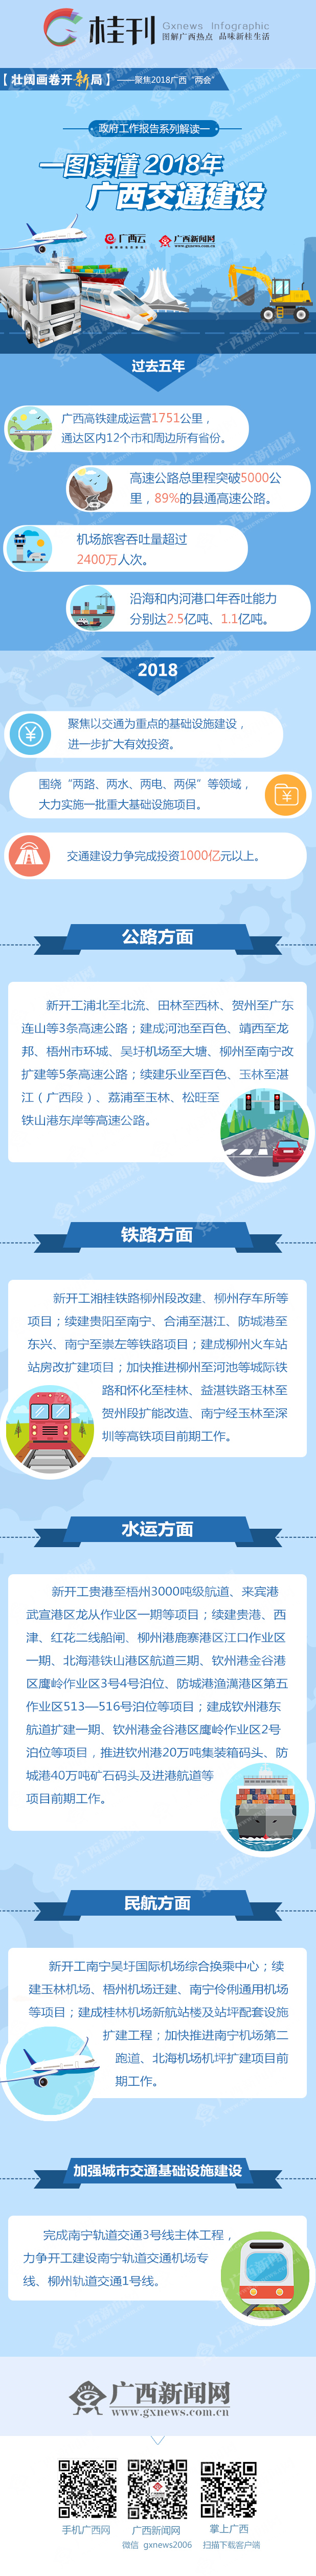 桂刊
Gxnews Infographic
图解广西热点 品味新桂生活
【壮阔画卷开新局】——聚焦2018广西“两会”
政府工作报告系列解读一
一图读懂 2018年
广西交通建设
广西云
广西新闻网
www.gxnews.com.cn
过去五年
广西高铁建成运营1751公里，
通达区内12个市和周边所有省份。
高速公路总里程突破5000公
里，89%的县通高速公路。
机场旅客吞吐量超过
2400万人次。
沿海和内河港口年吞吐能力
分别达2.5亿吨、1.1亿吨。
2018
聚焦以交通为重点的基础设施建设，
进一步扩大有效投资。
围绕“两路、两水、两电、两保”等领域，
大力实施一批重大基础设施项目。
交通建设力争完成投资1000亿元以上。
公路方面
新开工浦北至北流、田林至西林、贺州至广东
连山等3条高速公路；建成河池至百色、靖西至龙
邦、梧州市环城、吴圩机场至大塘、柳州至南宁改
扩建等5条高速公路；续建乐业至百色、玉林至湛
江（广西段）、荔浦至玉林、松旺至
铁山港东岸等高速公路。
铁路方面
新开工湘桂铁路柳州段改建、柳州存车所等
项目；续建贵阳至南宁、合浦至湛江、防城港至
东兴、南宁至崇左等铁路项目；建成柳州火车站
站房改扩建项目；加快推进柳州至河池等城际铁
路和怀化至桂林、益湛铁路玉林至
贺州段扩能改造、南宁经玉林至深
圳等高铁项目前期工作。
水运方面
新开工贵港至梧州3000吨级航道、来宾港
武宣港区龙从作业区一期等项目；续建贵港、西
津、红花二线船闸、柳州港鹿寨港区江口作业区
一期、北海港铁山港区航道三期、钦州港金谷港
区鹰岭作业区3号4号泊位、防城港渔澫港区第五
作业区513—516号泊位等项目；建成钦州港东
航道扩建一期、钦州港金谷港区鹰岭作业区2号
泊位等项目，推进钦州港20万吨集装箱码头、防
城港40万吨矿石码头及进港航道等
项目前期工作。
民航方面
新开工南宁吴圩国际机场综合换乘中心；续
建玉林机场、梧州机场迁建、南宁伶俐通用机场
等项目；建成桂林机场新航站楼及站坪配套设施
扩建工程；加快推进南宁机场第二
跑道、北海机场机坪扩建项目前
期工作。
加强城市交通基础设施建设
完成南宁轨道交通3号线主体工程，
力争开工建设南宁轨道交通机场专
线、柳州轨道交通1号线。
广西新闻网
www.gxnews.com.cn
手机广西网
广西新闻网
微信 gxnews2006
掌上广西
扫描下载客户端